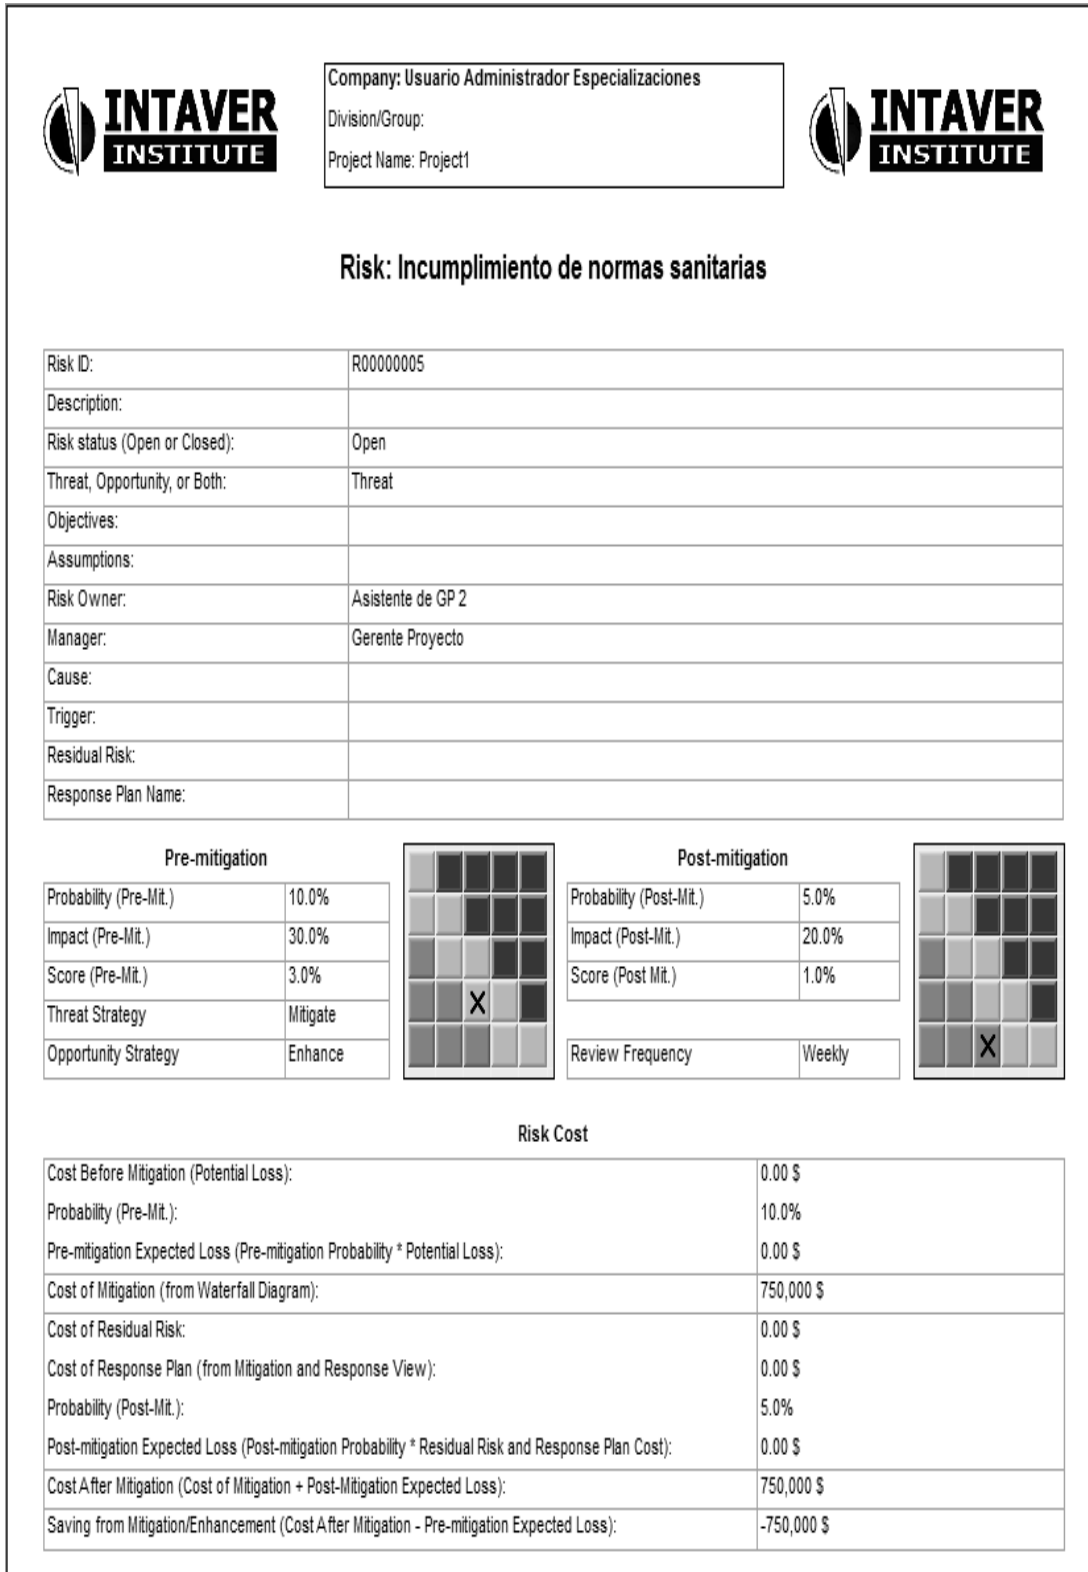 INTAVER
INSTITUTE
Company: Usuario Administrador Especializaciones
Division/Group:
Project Name: Project1
INTAVER
INSTITUTE
Risk: Incumplimiento de normas sanitarias
Risk ID: R00000005
Description:
Risk status (Open or Closed): Open
Threat, Opportunity, or Both: Threat
Objectives:
Assumptions:
Risk Owner: Asistente de GP 2
Manager: Gerente Proyecto
Cause:
Trigger:
Residual Risk:
Response Plan Name:
Pre-mitigation
Probability (Pre-Mit.) 10.0%
Impact (Pre-Mit.) 30.0%
Score (Pre-Mit.) 3.0%
Threat Strategy Mitigate
Opportunity Strategy Enhance
X
Post-mitigation
Probability (Post-Mit.) 5.0%
Impact (Post-Mit.) 20.0%
Score (Post Mit.) 1.0%
Review Frequency Weekly
X
Risk Cost
Cost Before Mitigation (Potential Loss): 0.00 $
Probability (Pre-Mit.): 10.0%
Pre-mitigation Expected Loss (Pre-mitigation Probability * Potential Loss): 0.00 $
Cost of Mitigation (from Waterfall Diagram): 750,000 $
Cost of Residual Risk: 0.00 $
Cost of Response Plan (from Mitigation and Response View): 0.00 $
Probability (Post-Mit.): 5.0%
Post-mitigation Expected Loss (Post-mitigation Probability * Residual Risk and Response Plan Cost): 0.00 $
Cost After Mitigation (Cost of Mitigation + Post-Mitigation Expected Loss): 750,000 $
Saving from Mitigation/Enhancement (Cost After Mitigation - Pre-mitigation Expected Loss): -750,000 $